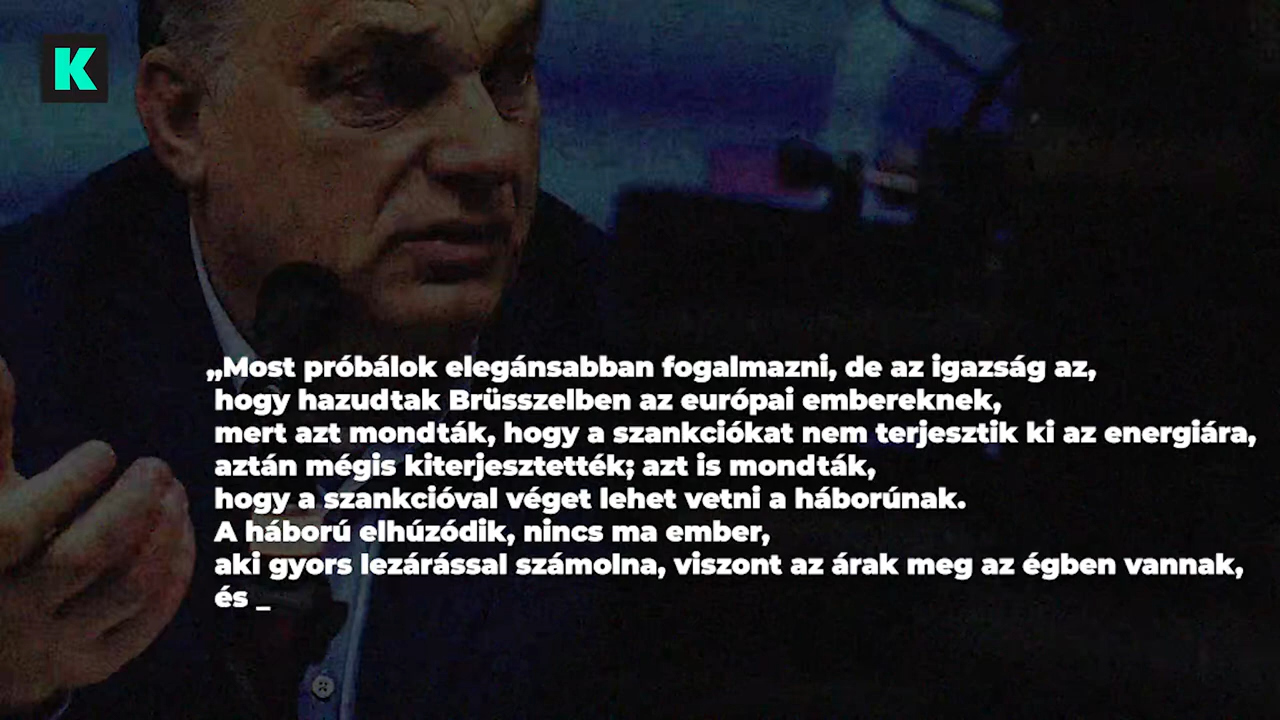 K
„Most próbálok elegánsabban fogalmazni, de az igazság az,
hogy hazudtak Brüsszelben az európai embereknek,
mert azt mondták, hogy a szankciókat nem terjesztik ki az energiára,
aztán mégis kiterjesztették; azt is mondták,
hogy a szankcióval véget lehet vetni a háborúnak.
A háború elhúzódik, nincs ma ember,
aki gyors lezárással számolna, viszont az árak meg az égben vannak,
és _